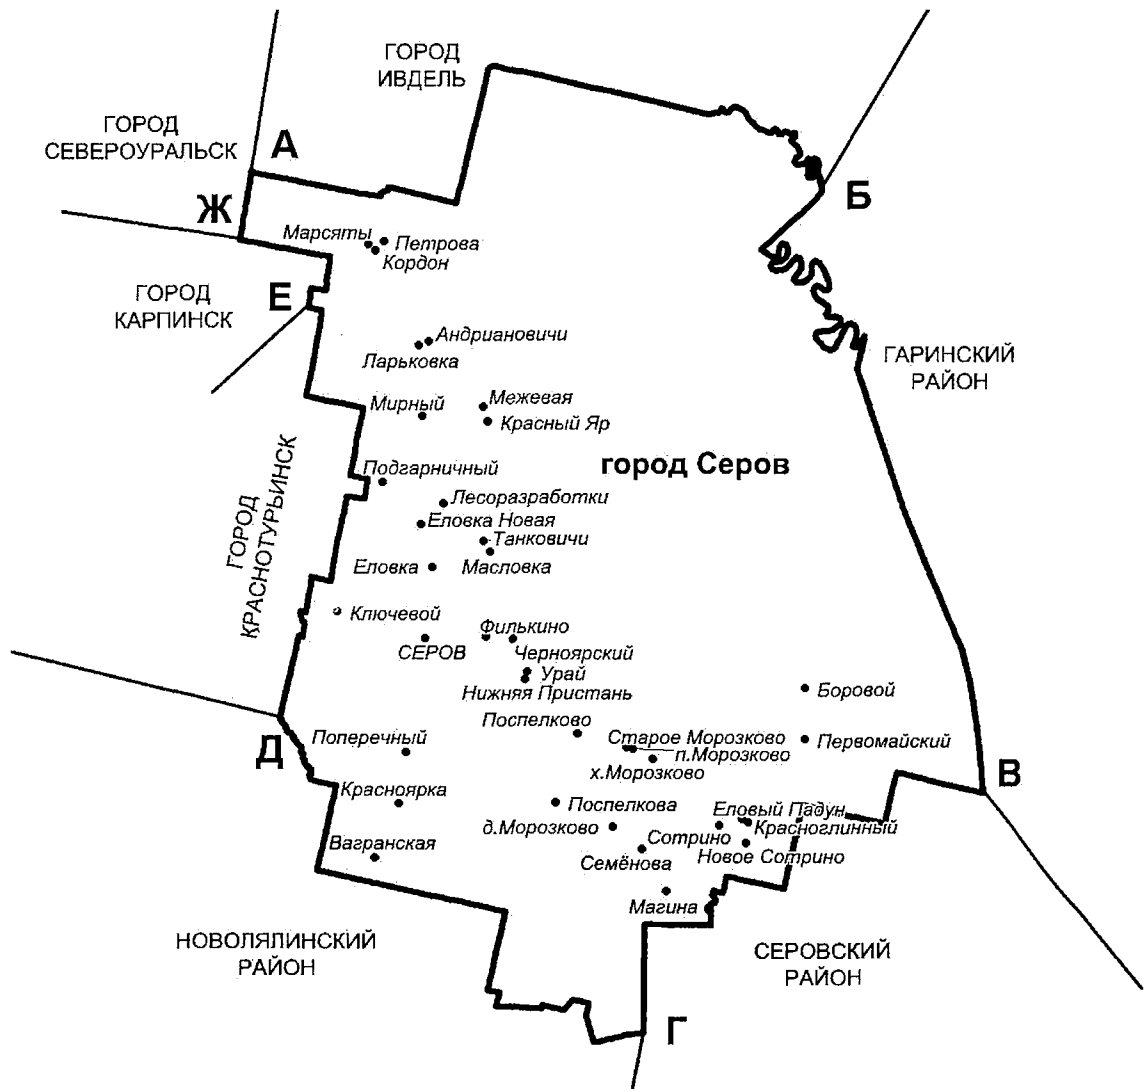 ГОРОД
ИВДЕЛЬ
ГОРОД
СЕВЕРОУРАЛЬСК
А
Б
Ж
Марсяты
Петрова
Кордон
ГОРОД
КАРПИНСК
Е
Андриановичи
Ларьковка
ГАРИНСКИЙ
РАЙОН
Мирный
Межевая
Красный Яр
город Серов
ГОРОД
КРАСНОТУРЬИНСК
Подгарничный
Лесоразработки
Еловка Новая
Танковичи
Еловка
Масловка
Ключевой
Филькино
СЕРОВ
Черноярский
Урай
Нижняя Пристань
Боровой
Поспелково
Д
Поперечный
Старое Морозково
п.Морозково
х.Морозково
Первомайский
В
Красноярка
Поспелкова
Еловый Падун
д.Морозково
Красноглинный
Сотрино
Вагранская
Новое Сотрино
Семёнова
Магина
НОВОЛЯЛИНСКИЙ
РАЙОН
СЕРОВСКИЙ
РАЙОН
Г